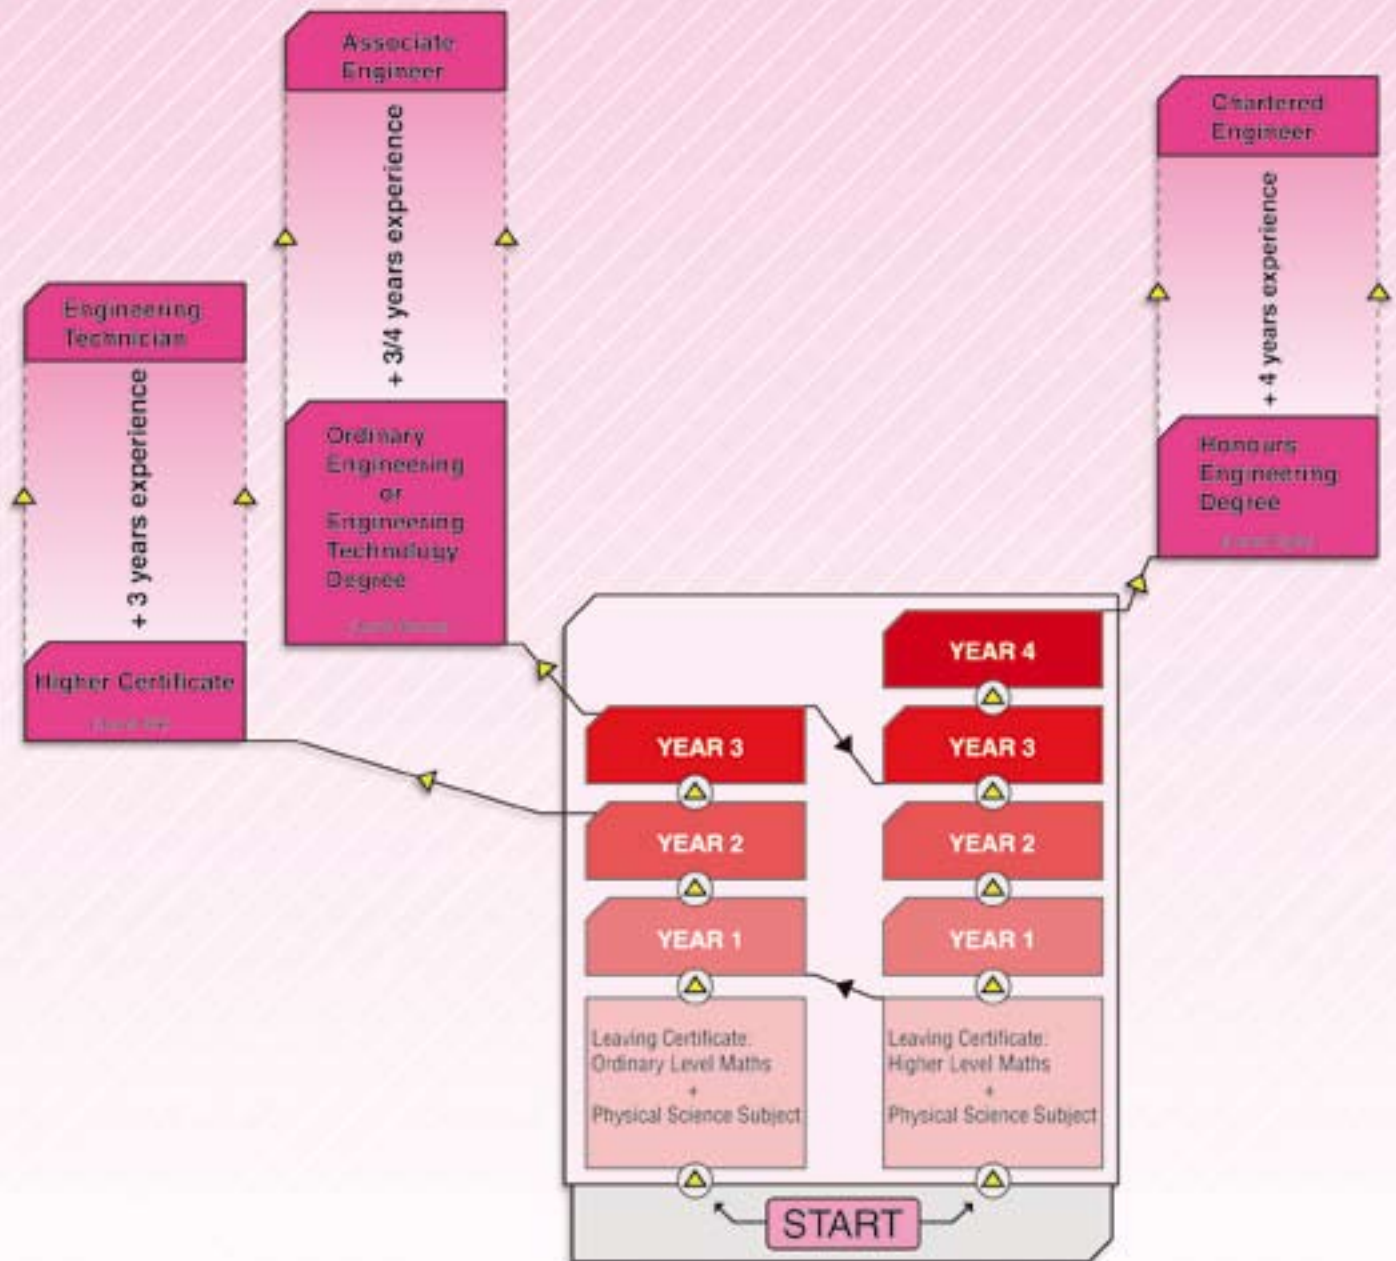 Associate
Engineer
+ 3/4 years experience
Ordinary
Engineering
or
Engineering
Technology
Degree
Chartered
Engineer
+ 4 years experience
Honours
Engineering
Degree
Engineering
Technician
+ 3 years experience
Higher Certificate
YEAR 4
YEAR 3
YEAR 3
YEAR 2
YEAR 2
YEAR 1
YEAR 1
Leaving Certificate:
Ordinary Level Maths
+
Physical Science Subject
Leaving Certificate:
Higher Level Maths
+
Physical Science Subject
START